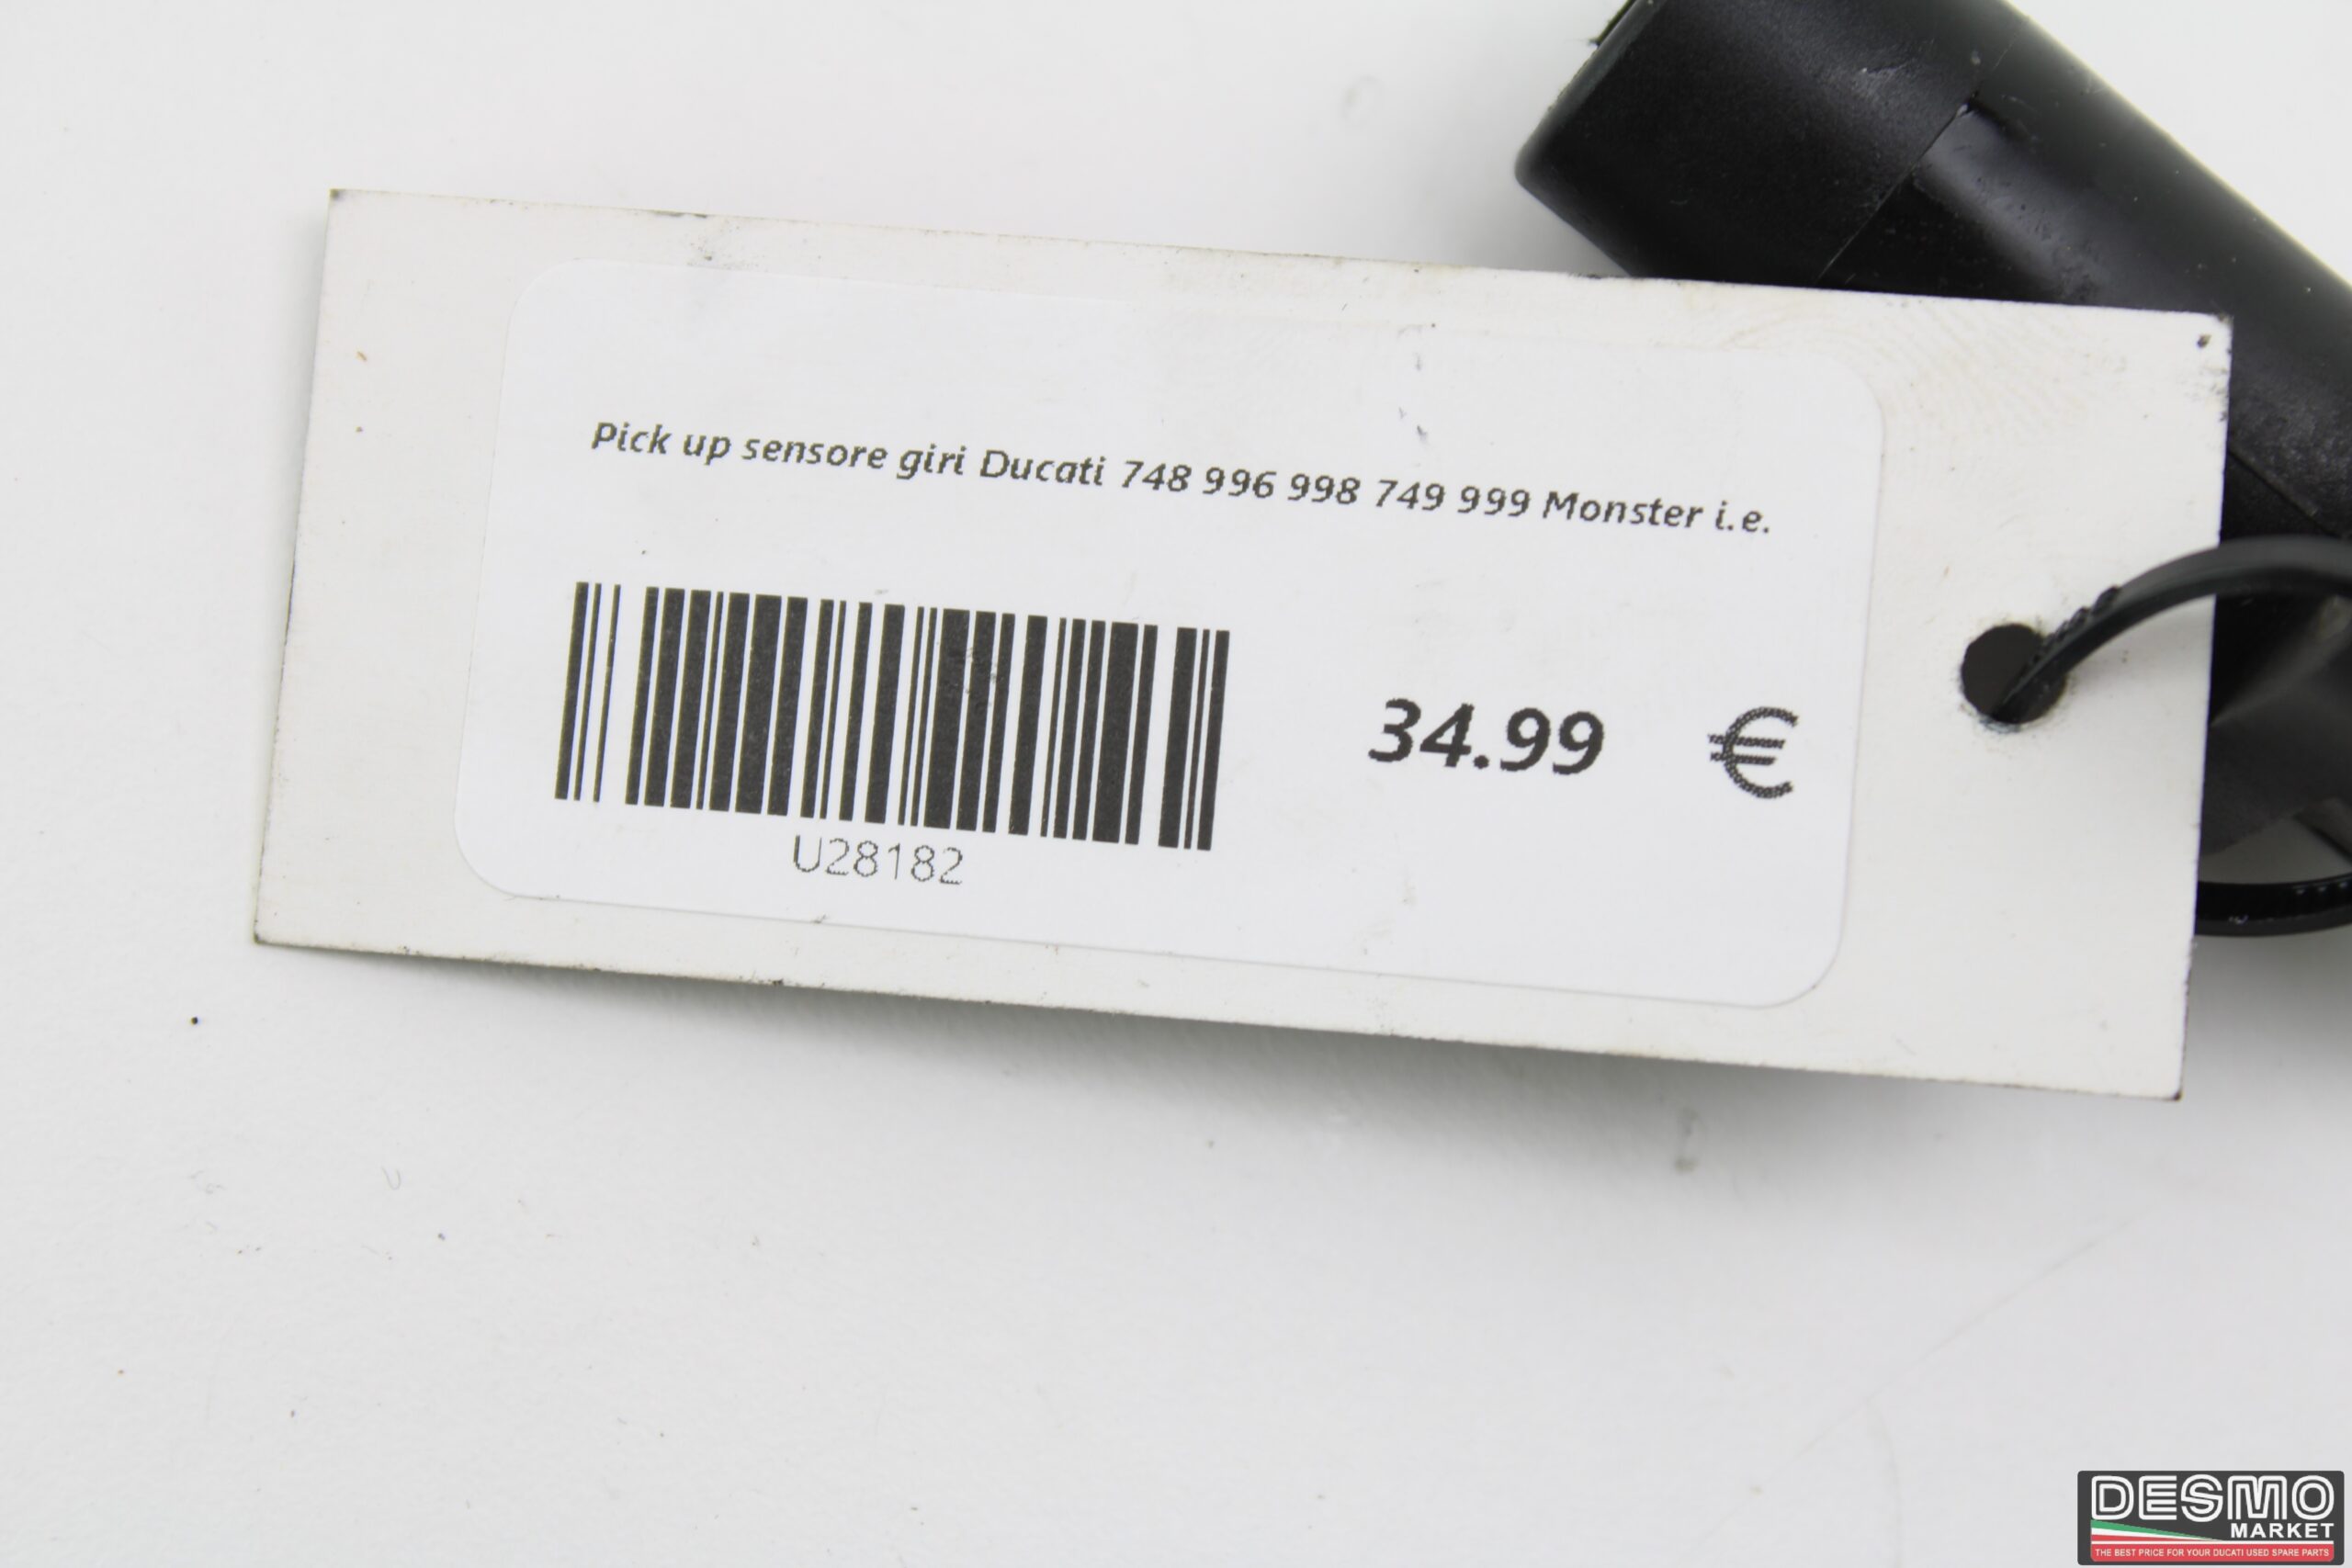 Pick up sensore giri Ducati 748 996 998 749 999 Monster i.e.
34.99 €
U28182
DESMO
MARKET
THE BEST PRICE FOR YOUR DUCATI USED SPARE PARTS